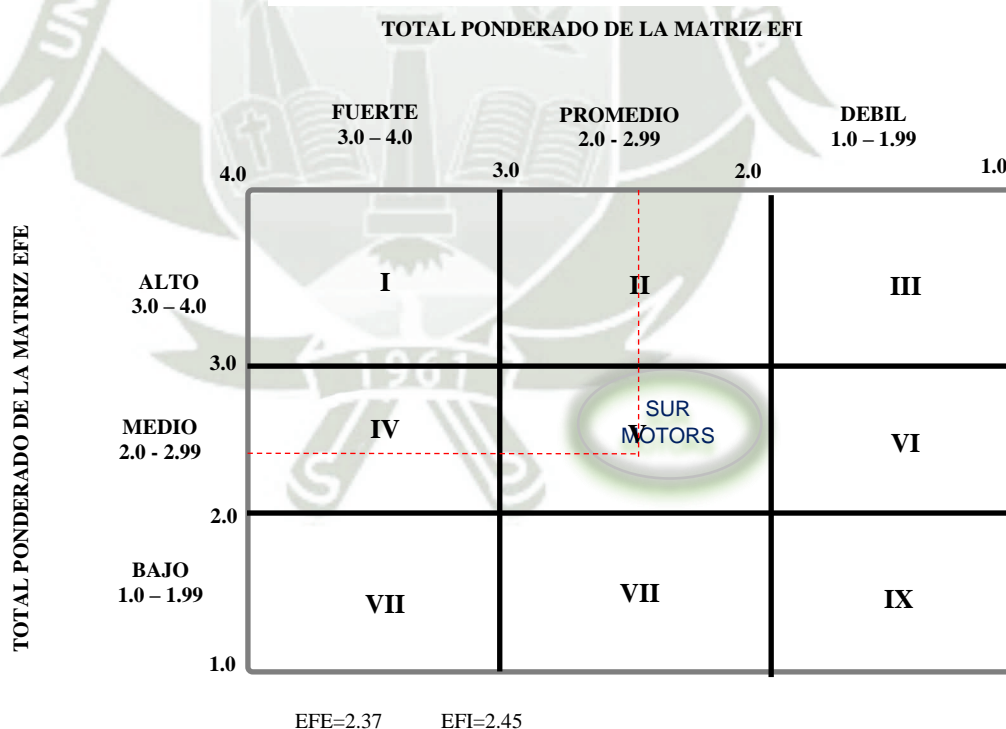 TOTAL PONDERADO DE LA MATRIZ EFI
FUERTE
3.0 – 4.0
PROMEDIO
2.0 - 2.99
DEBIL
1.0 – 1.99
4.0
3.0
2.0
1.0
TOTAL PONDERADO DE LA MATRIZ EFE
ALTO
3.0 – 4.0
I
II
III
3.0
1961
MEDIO
2.0 - 2.99
IV
V
SUR
MOTORS
VI
S
S
2.0
BAJO
1.0 – 1.99
VII
VII
IX
1.0
EFE=2.37 EFI=2.45